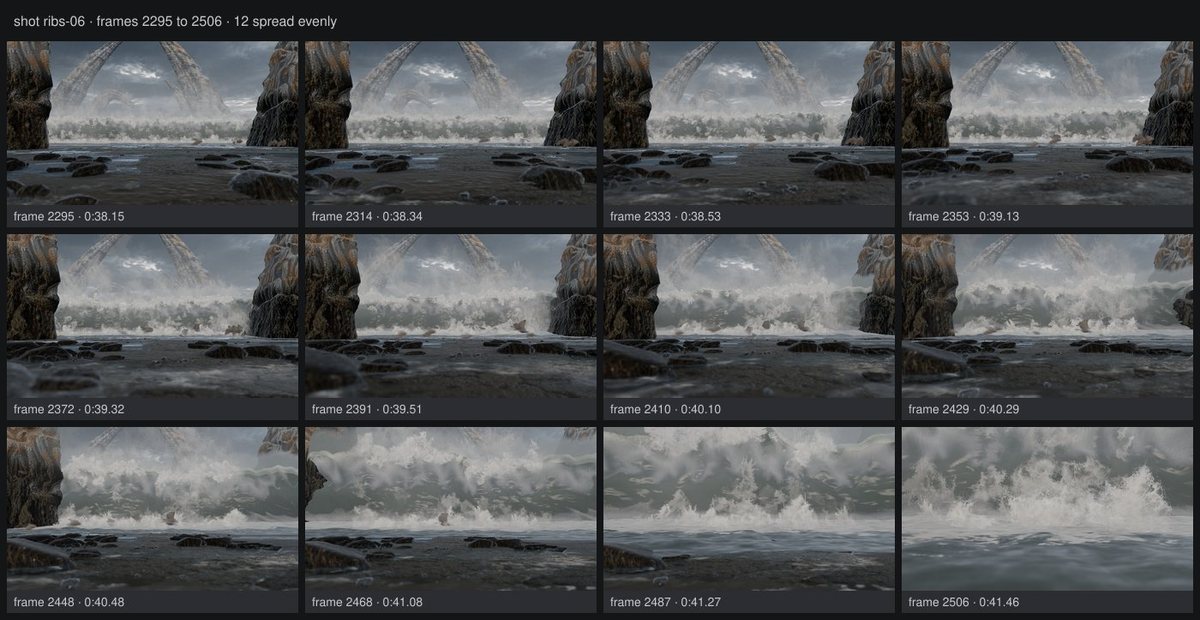 shot ribs-06 · frames 2295 to 2506 · 12 spread evenly
frame 2295 · 0:38.15
frame 2314 · 0:38.34
frame 2333 · 0:38.53
frame 2353 · 0:39.13
frame 2372 · 0:39.32
frame 2391 · 0:39.51
frame 2410 · 0:40.10
frame 2429 · 0:40.29
frame 2448 · 0:40.48
frame 2468 · 0:41.08
frame 2487 · 0:41.27
frame 2506 · 0:41.46